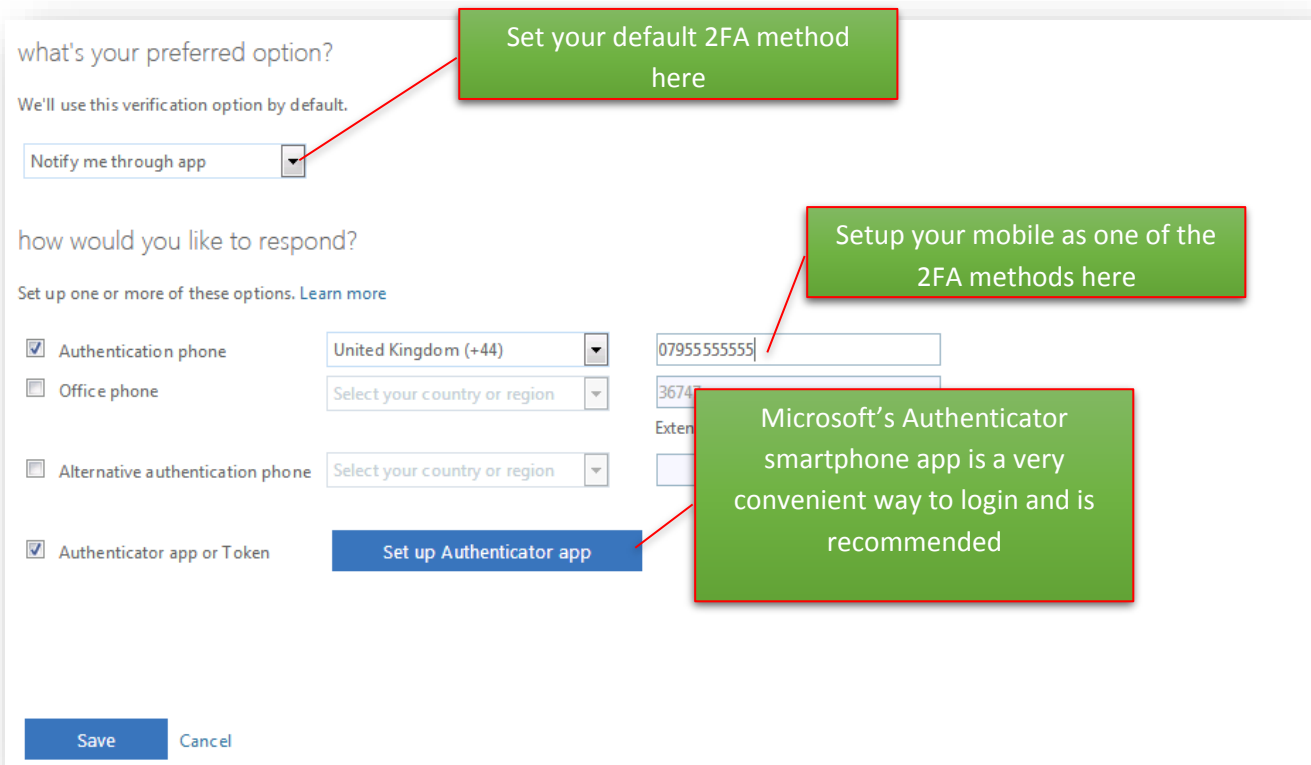 Set your default 2FA method
here
what's your preferred option?
We'll use this verification option by default.
Notify me through app
Setup your mobile as one of the
2FA methods here
how would you like to respond?
Set up one or more of these options. Learn more
Authentication phone United Kingdom (+44) 07955555555
Office phone Select your country or region 36747
Exten
Microsoft’s Authenticator
smartphone app is a very
convenient way to login and is
recommended
Alternative authentication phone Select your country or region
Authenticator app or Token Set up Authenticator app
Save Cancel